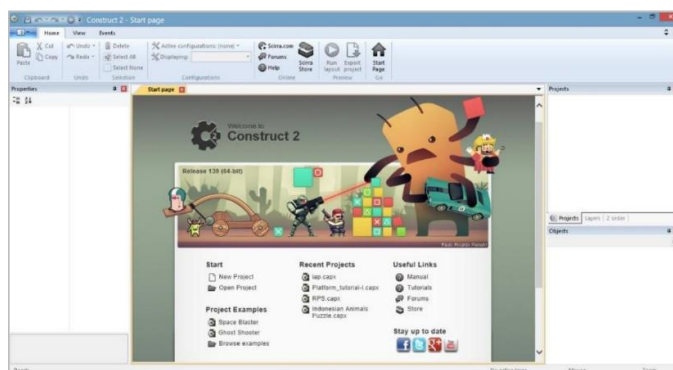 Construct 2 - Start page
Home View Events
Cut
Copy
Paste
Clipboard
Undo
Redo
Undo
Delete
Select All
Select None
Selection
Active configurations: (none)
Displaying:
Configurations
Scirra.com
Forums
Help
Scirra Store
Online
Run layout
Export project
Preview
Start Page
Go
Properties
Start page
Projects
Welcome to
Construct 2
Release 139 (64-bit)
Start
New Project
Open Project
Project Examples
Space Blaster
Ghost Shooter
Browse examples
Recent Projects
lap.capx
Platform_tutorial-i.capx
RPS.capx
Indonesian Animals
Puzzle.capx
Useful Links
Manual
Tutorials
Forums
Store
Stay up to date
Projects Layers Z order
Objects